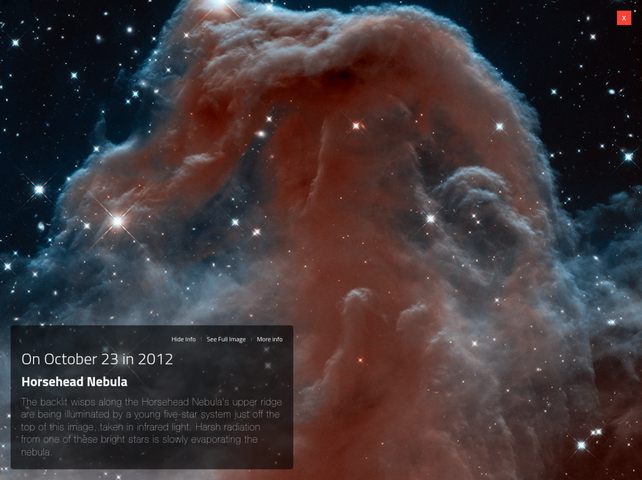 X
Hide Info | See Full Image | More info
On October 23 in 2012
Horsehead Nebula
The backlit wisps along the Horsehead Nebula's upper ridge
are being illuminated by a young five-star system just off the
top of this image, taken in infrared light. Harsh radiation
from one of these bright stars is slowly evaporating the
nebula.